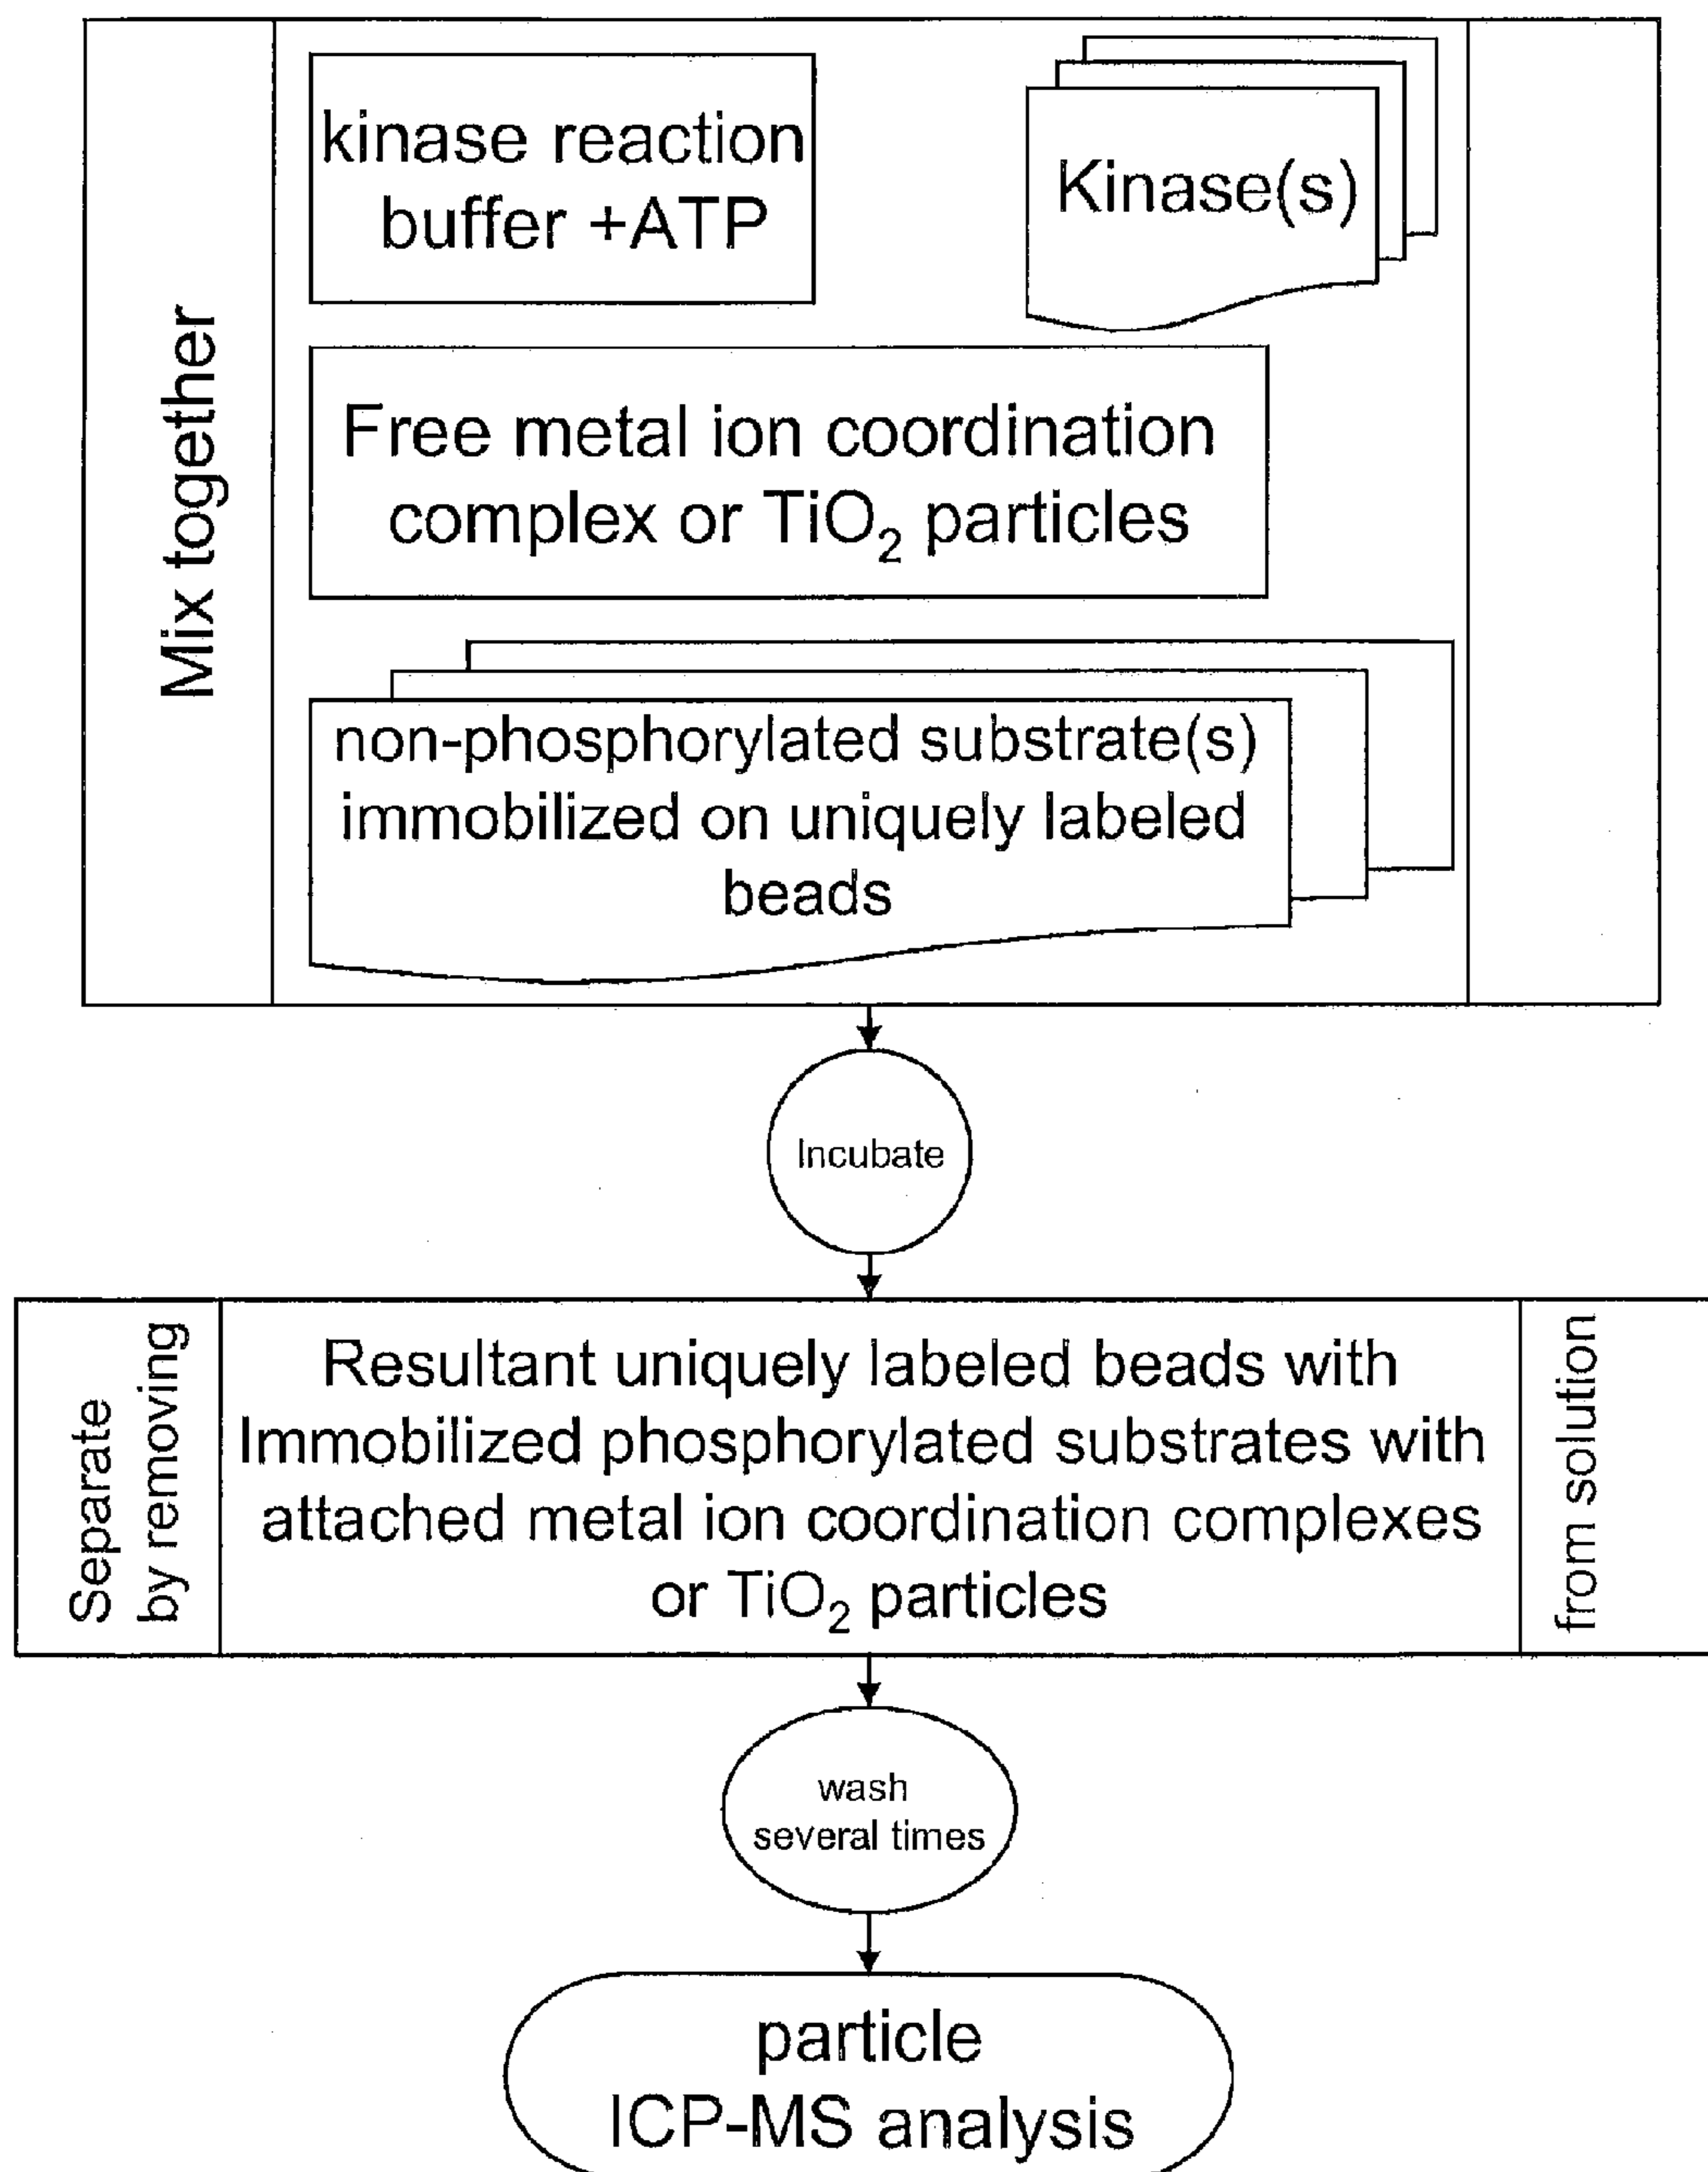 Mix together
kinase reaction
buffer +ATP
Kinase(s)
Free metal ion coordination
complex or TiO₂ particles
non-phosphorylated substrate(s)
immobilized on uniquely labeled
beads
Incubate
Separate
by removing
Resultant uniquely labeled beads with
Immobilized phosphorylated substrates with
attached metal ion coordination complexes
or TiO₂ particles
from solution
wash
several times
particle
ICP-MS analysis